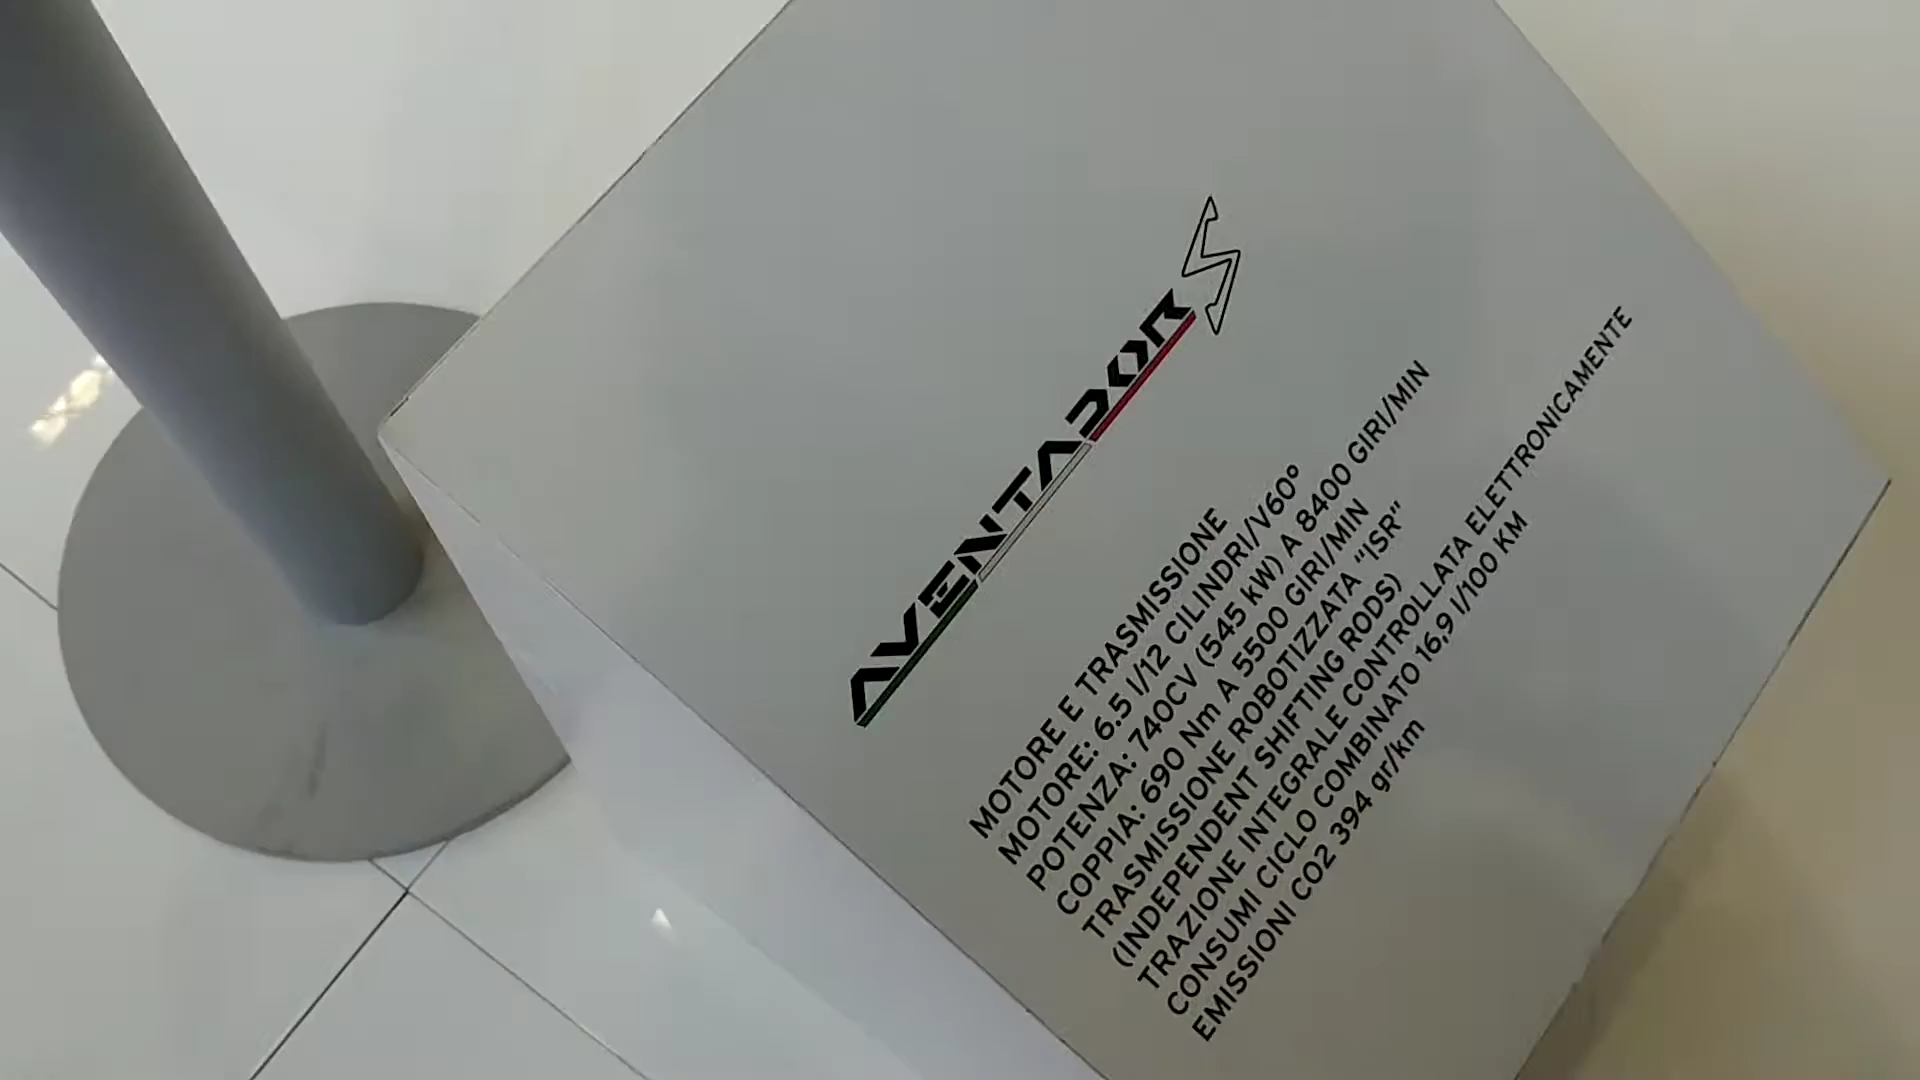 AVENTADOR S
MOTORE E TRASMISSIONE
MOTORE: 6.5 l/12 CILINDRI/V60°
POTENZA: 740CV (545 kW) A 8400 GIRI/MIN
COPPIA: 690 Nm A 5500 GIRI/MIN
TRASMISSIONE ROBOTIZZATA "ISR"
(INDEPENDENT SHIFTING RODS)
TRAZIONE INTEGRALE CONTROLLATA ELETTRONICAMENTE
CONSUMI CICLO COMBINATO 16,9 l/100 KM
EMISSIONI CO2 394 gr/km